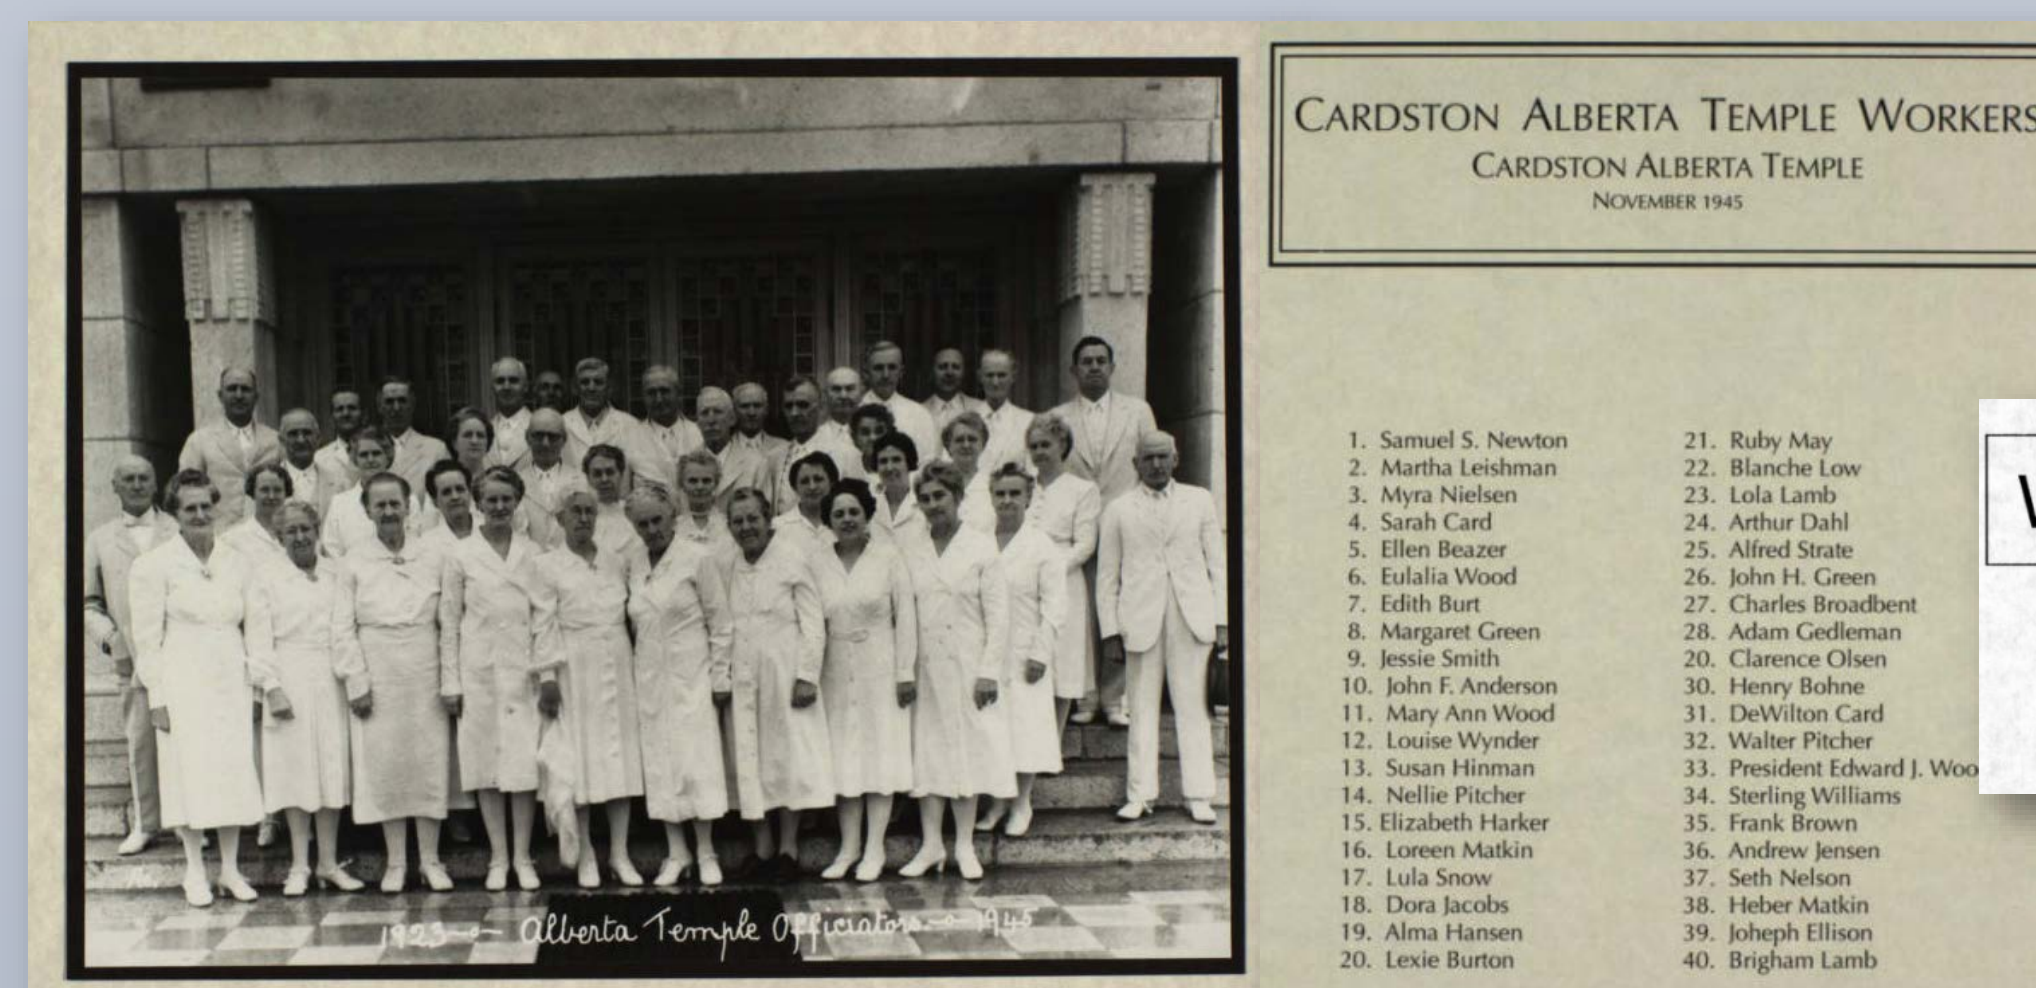 CARDSTON ALBERTA TEMPLE WORKERS
CARDSTON ALBERTA TEMPLE
NOVEMBER 1945
1. Samuel S. Newton
2. Martha Leishman
3. Myra Nielsen
4. Sarah Card
5. Ellen Beazer
6. Eulalia Wood
7. Edith Burt
8. Margaret Green
9. Jessie Smith
10. John F. Anderson
11. Mary Ann Wood
12. Louise Wynder
13. Susan Hinman
14. Nellie Pitcher
15. Elizabeth Harker
16. Loreen Matkin
17. Lula Snow
18. Dora Jacobs
19. Alma Hansen
20. Lexie Burton
21. Ruby May
22. Blanche Low
23. Lola Lamb
24. Arthur Dahl
25. Alfred Strate
26. John H. Green
27. Charles Broadbent
28. Adam Gedleman
20. Clarence Olsen
30. Henry Bohne
31. DeWilton Card
32. Walter Pitcher
33. President Edward J. Woo
34. Sterling Williams
35. Frank Brown
36. Andrew Jensen
37. Seth Nelson
38. Heber Matkin
39. Joheph Ellison
40. Brigham Lamb
1923 - Alberta Temple Officiators - 1945